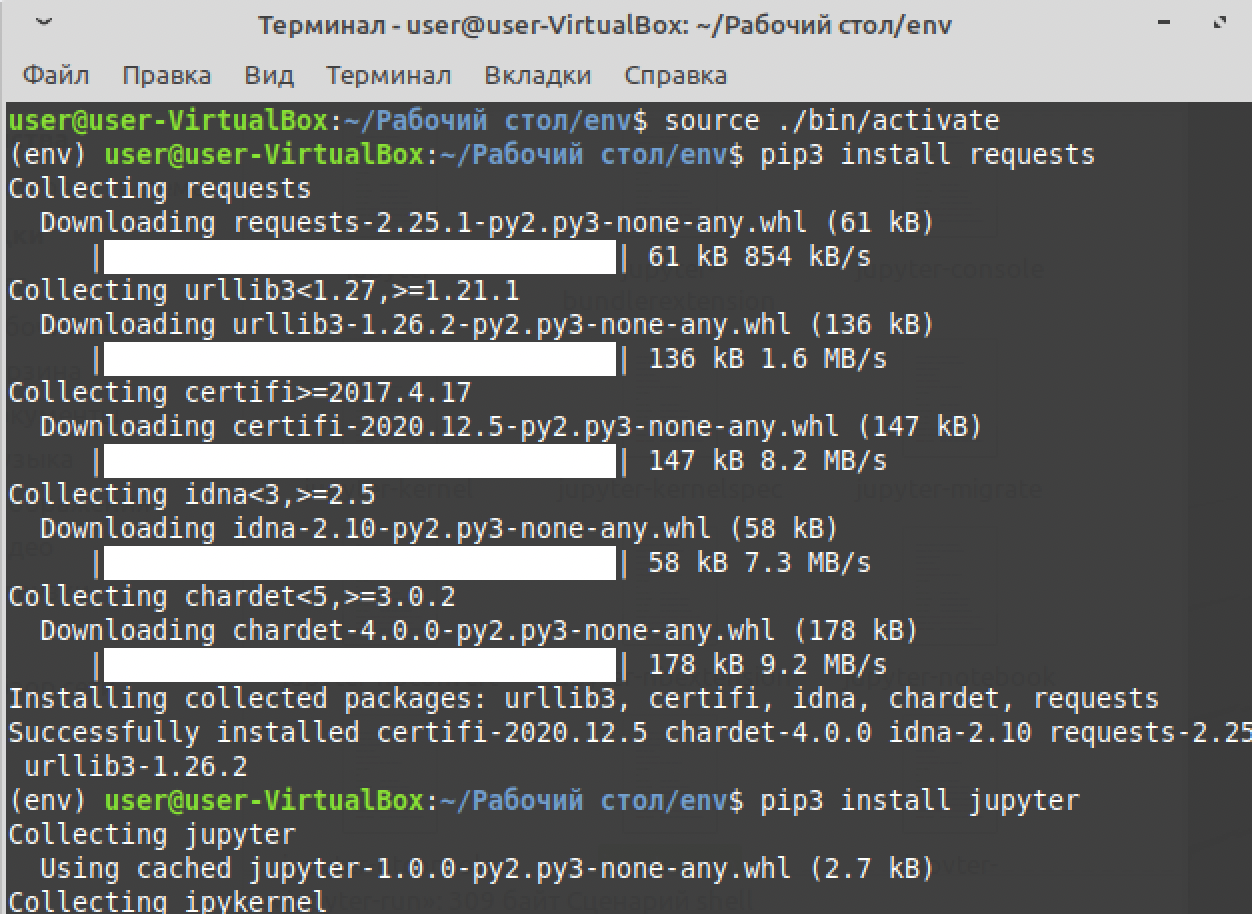 Терминал - user@user-VirtualBox: ~/Рабочий стол/env
Файл Правка Вид Терминал Вкладки Справка
user@user-VirtualBox:~/Рабочий стол/env$ source ./bin/activate
(env) user@user-VirtualBox:~/Рабочий стол/env$ pip3 install requests
Collecting requests
Downloading requests-2.25.1-py2.py3-none-any.whl (61 kB)
| | 61 kB 854 kB/s
Collecting urllib3<1.27,>=1.21.1
Downloading urllib3-1.26.2-py2.py3-none-any.whl (136 kB)
| | 136 kB 1.6 MB/s
Collecting certifi>=2017.4.17
Downloading certifi-2020.12.5-py2.py3-none-any.whl (147 kB)
| | 147 kB 8.2 MB/s
Collecting idna<3,>=2.5
Downloading idna-2.10-py2.py3-none-any.whl (58 kB)
| | 58 kB 7.3 MB/s
Collecting chardet<5,>=3.0.2
Downloading chardet-4.0.0-py2.py3-none-any.whl (178 kB)
| | 178 kB 9.2 MB/s
Installing collected packages: urllib3, certifi, idna, chardet, requests
Successfully installed certifi-2020.12.5 chardet-4.0.0 idna-2.10 requests-2.25
urllib3-1.26.2
(env) user@user-VirtualBox:~/Рабочий стол/env$ pip3 install jupyter
Collecting jupyter
Using cached jupyter-1.0.0-py2.py3-none-any.whl (2.7 kB)
Collecting ipykernel